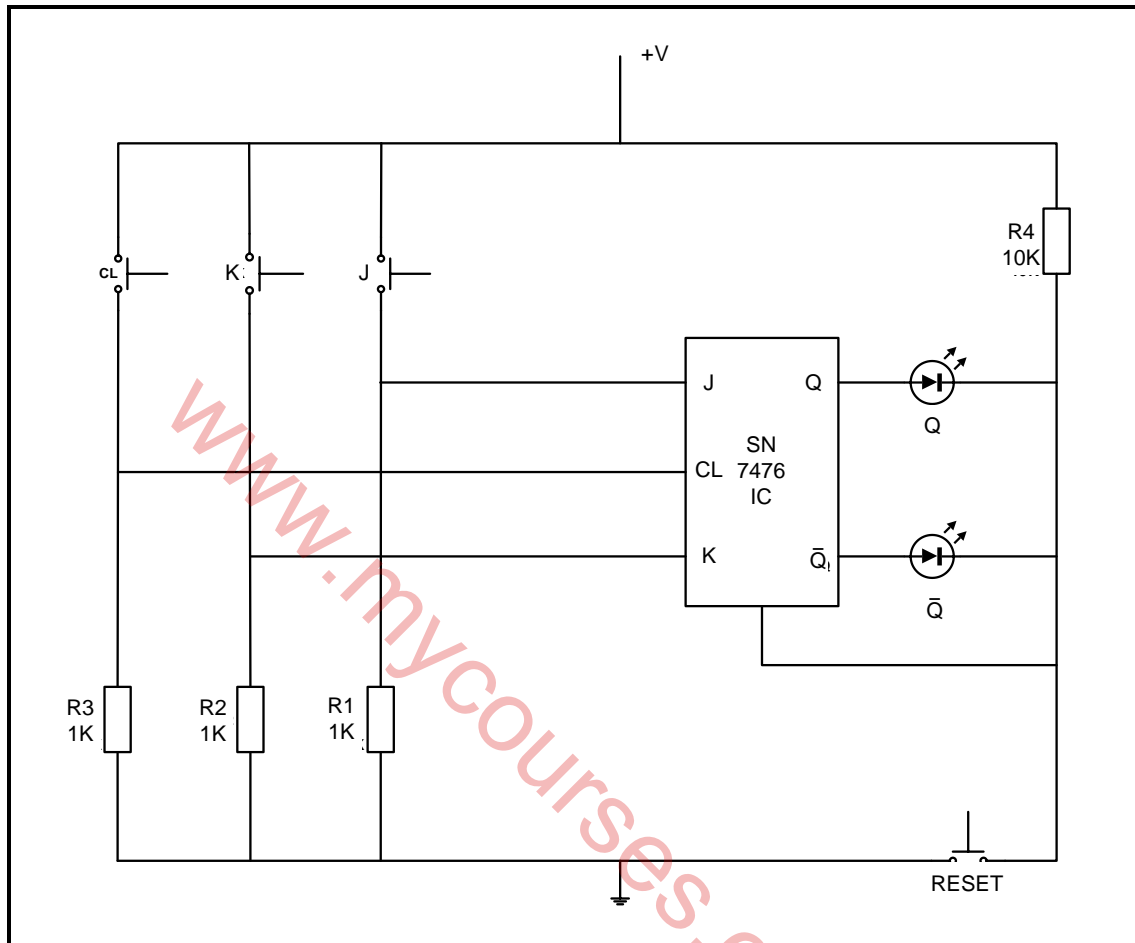 +V
R4
10K
CL
K
J
J
Q
Q
SN
7476
IC
CL
K
Q̄
Q̄
R3
1K
R2
1K
R1
1K
RESET
www.mycourses.